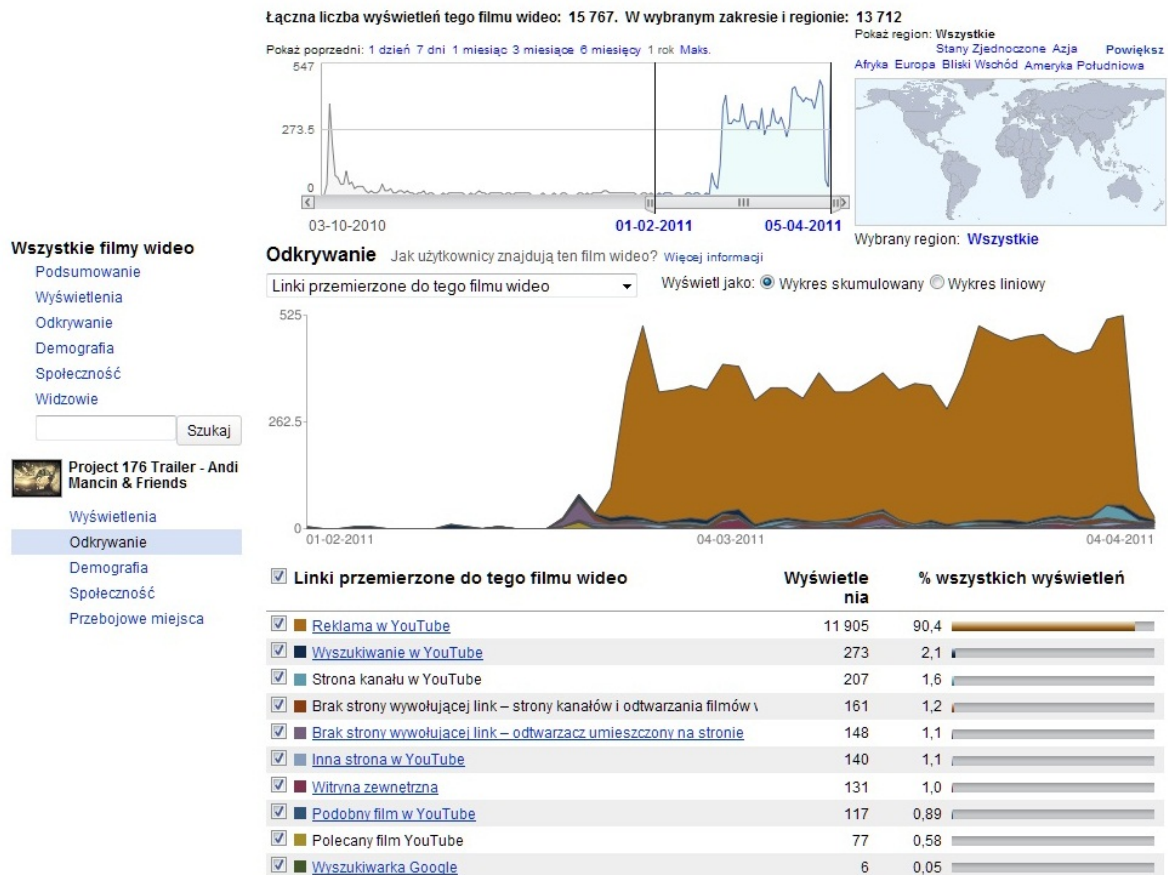 Łączna liczba wyświetleń tego filmu wideo: 15 767. W wybranym zakresie i regionie: 13 712
Pokaż poprzedni: 1 dzień 7 dni 1 miesiąc 3 miesiące 6 miesięcy 1 rok Maks.
Pokaż region: Wszystkie
Stany Zjednoczone Azja Powiększ
Afryka Europa Bliski Wschód Ameryka Południowa
547
273.5
0
03-10-2010 01-02-2011 05-04-2011
Wybrany region: Wszystkie
Wszystkie filmy wideo
Podsumowanie
Wyświetlenia
Odkrywanie
Demografia
Społeczność
Widzowie
Szukaj
Project 176 Trailer - Andi
Mancin & Friends
Wyświetlenia
Odkrywanie
Demografia
Społeczność
Przebojowe miejsca
Odkrywanie Jak użytkownicy znajdują ten film wideo? Więcej informacji
Linki przemierzone do tego filmu wideo Wyświetl jako: Wykres skumulowany Wykres liniowy
525
262.5
0
01-02-2011 04-03-2011 04-04-2011
Linki przemierzone do tego filmu wideo Wyświetle % wszystkich wyświetleń
nia
Reklama w YouTube 11 905 90,4
Wyszukiwanie w YouTube 273 2,1
Strona kanału w YouTube 207 1,6
Brak strony wywołującej link – strony kanałów i odtwarzania filmów 161 1,2
Brak strony wywołującej link – odtwarzacz umieszczony na stronie 148 1,1
Inna strona w YouTube 140 1,1
Witryna zewnętrzna 131 1,0
Podobny film w YouTube 117 0,89
Polecany film YouTube 77 0,58
Wyszukiwarka Google 6 0,05